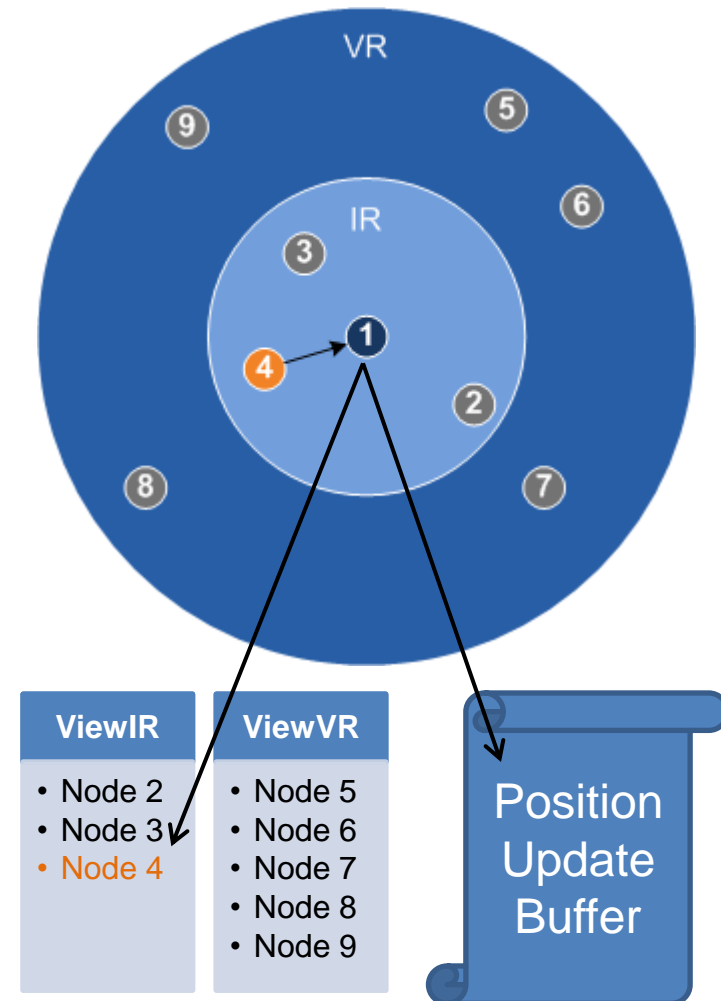 VR
9
5
6
IR
3
1
4
2
8
7
ViewIR
• Node 2
• Node 3
• Node 4
ViewVR
• Node 5
• Node 6
• Node 7
• Node 8
• Node 9
Position
Update
Buffer